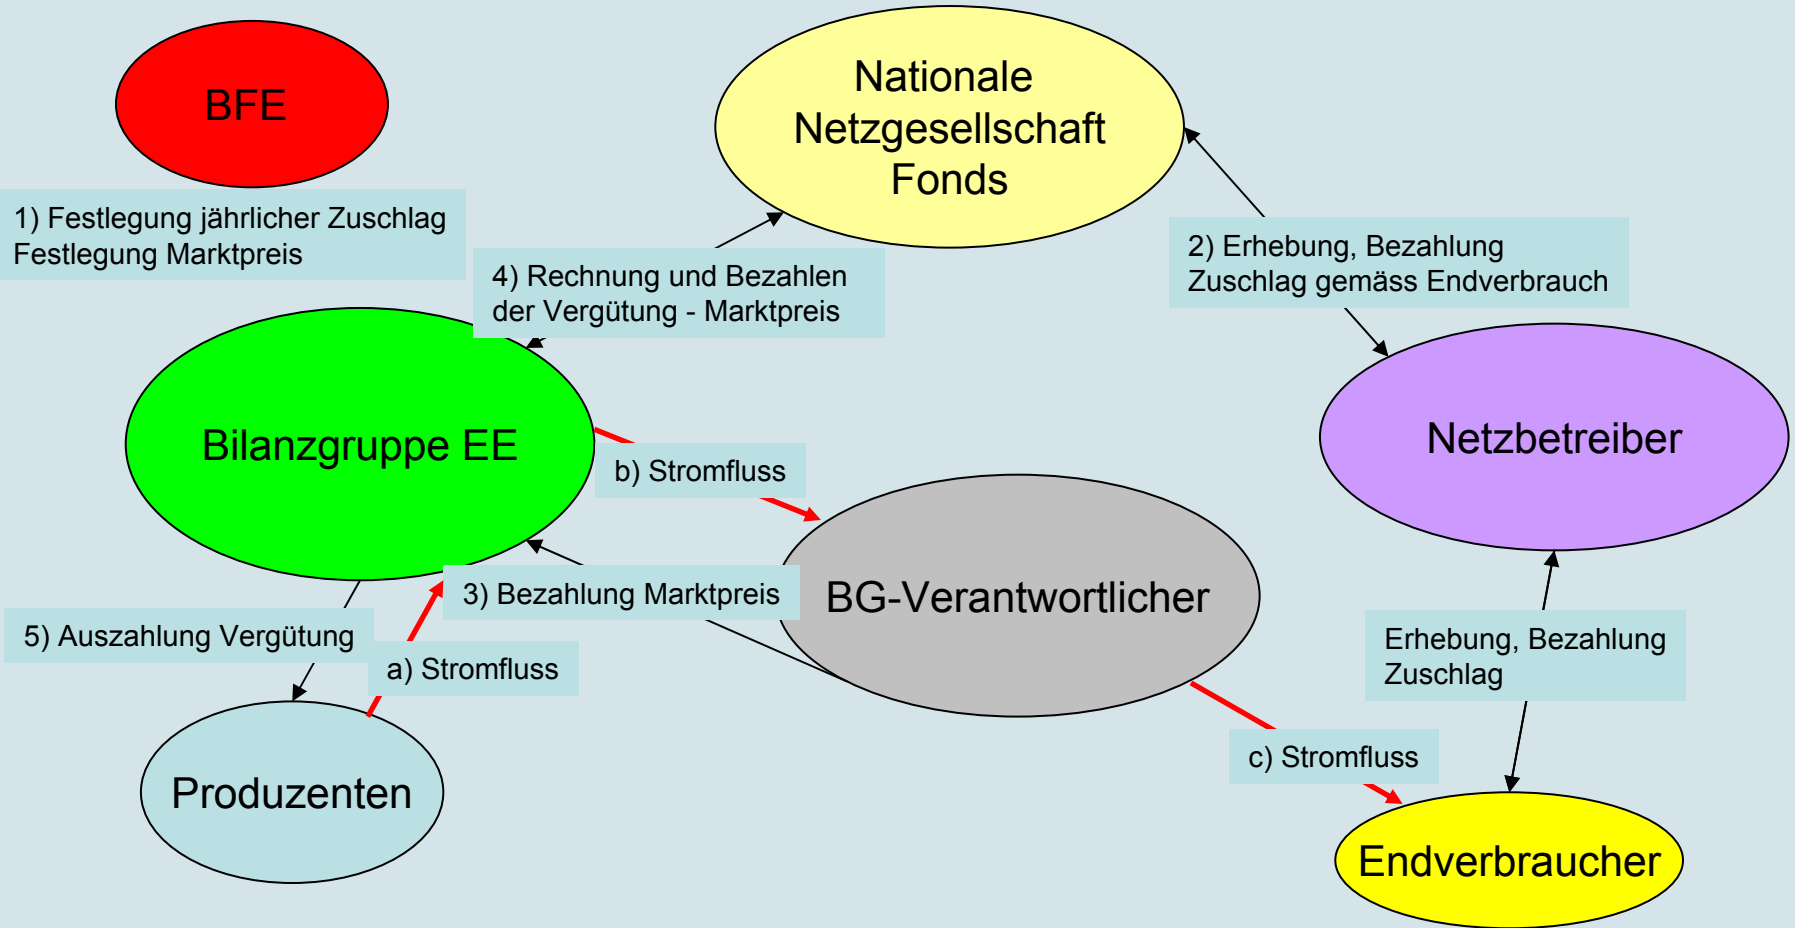 BFE
Nationale
Netzgesellschaft
Fonds
1) Festlegung jährlicher Zuschlag
Festlegung Marktpreis
4) Rechnung und Bezahlen
der Vergütung - Marktpreis
2) Erhebung, Bezahlung
Zuschlag gemäss Endverbrauch
Bilanzgruppe EE
b) Stromfluss
Netzbetreiber
3) Bezahlung Marktpreis
BG-Verantwortlicher
5) Auszahlung Vergütung
a) Stromfluss
Erhebung, Bezahlung
Zuschlag
c) Stromfluss
Produzenten
Endverbraucher